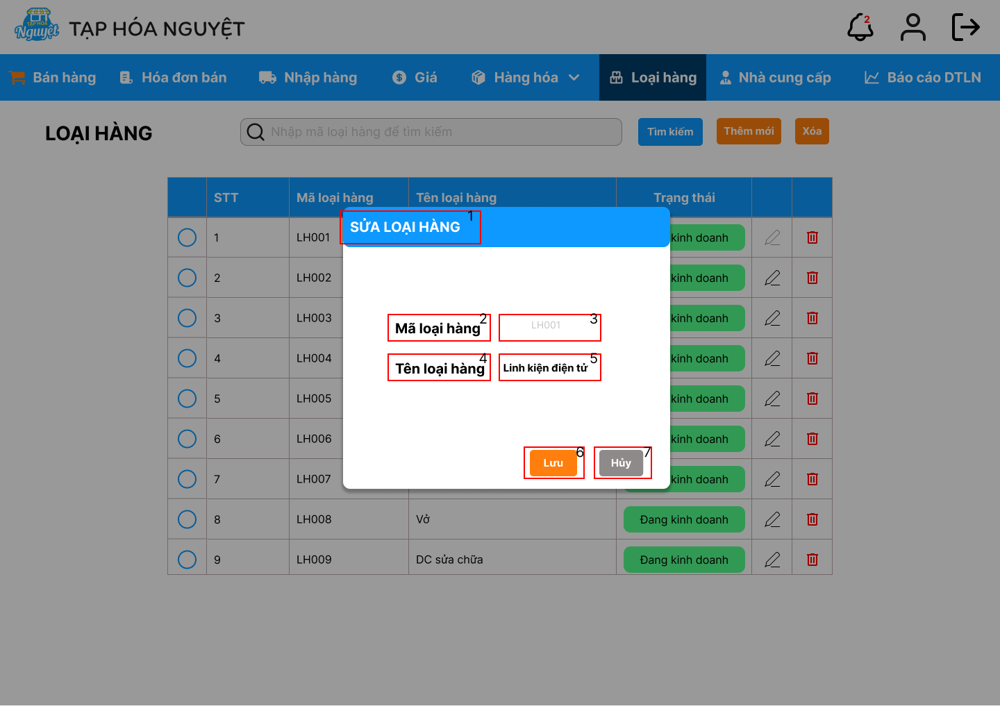 TẠP HÓA
Nguyệt
TẠP HÓA NGUYỆT
2
Bán hàng
Hóa đơn bán
Nhập hàng
Giá
Hàng hóa
Loại hàng
Nhà cung cấp
Báo cáo DTLN
LOẠI HÀNG
Nhập mã loại hàng để tìm kiếm
Tìm kiếm
Thêm mới
Xóa
STT Mã loại hàng Tên loại hàng Trạng thái
SỬA LOẠI HÀNG 1
1 LH001 kinh doanh
2 LH002 kinh doanh
3 LH003 kinh doanh
Mã loại hàng 2 LH001 3
4 LH004 kinh doanh
Tên loại hàng 4 Linh kiện điện tử 5
5 LH005 kinh doanh
6 LH006 kinh doanh
Lưu 6 Hủy 7
7 LH007 kinh doanh
8 LH008 Vở Đang kinh doanh
9 LH009 DC sửa chữa Đang kinh doanh